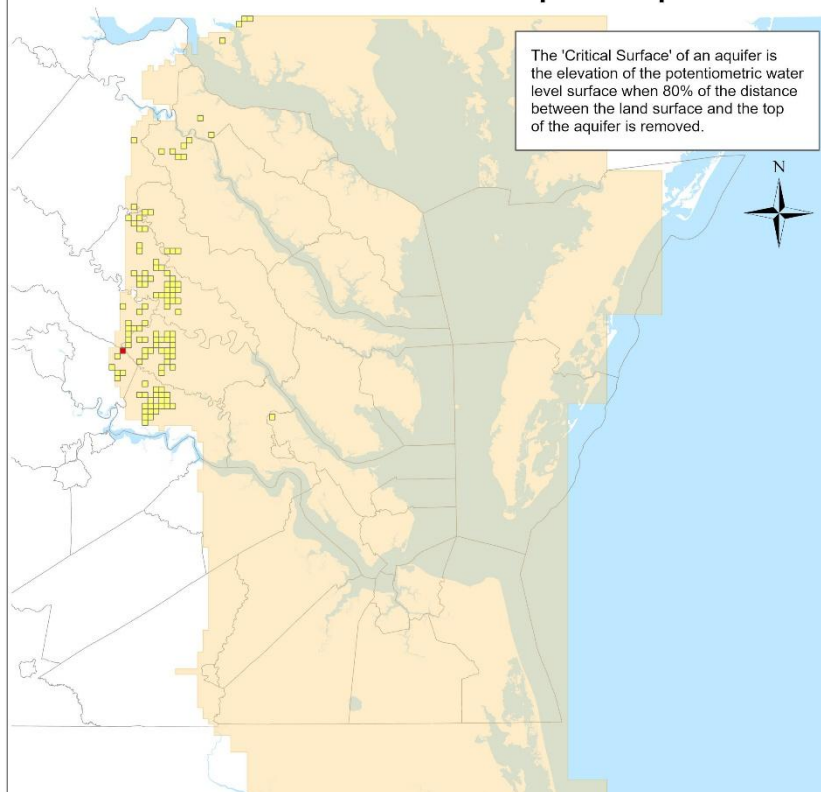 The 'Critical Surface' of an aquifer is
the elevation of the potentiometric water
level surface when 80% of the distance
between the land surface and the top
of the aquifer is removed.
N